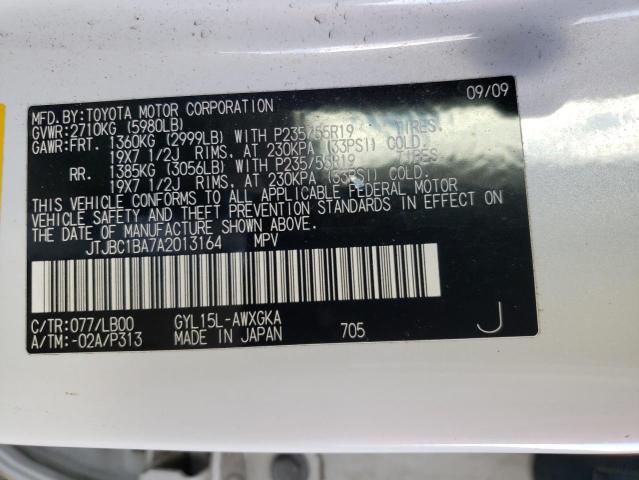 09/09
MFD.BY:TOYOTA MOTOR CORPORATION
GVWR:2710KG (5980LB)
GAWR:FRT. 1360KG (2999LB) WITH P235/55R19 TIRES,
19X7 1/2J RIMS, AT 230KPA (33PSI) COLD.
RR. 1385KG (3056LB) WITH P235/55R19 TIRES,
19X7 1/2J RIMS, AT 230KPA (33PSI) COLD.
THIS VEHICLE CONFORMS TO ALL APPLICABLE FEDERAL MOTOR
VEHICLE SAFETY AND THEFT PREVENTION STANDARDS IN EFFECT ON
THE DATE OF MANUFACTURE SHOWN ABOVE.
JTJBC1BA7A2013164 MPV
C/TR:077/LB00 GYL15L-AWXGKA
A/TM:-02A/P313 MADE IN JAPAN 705 J